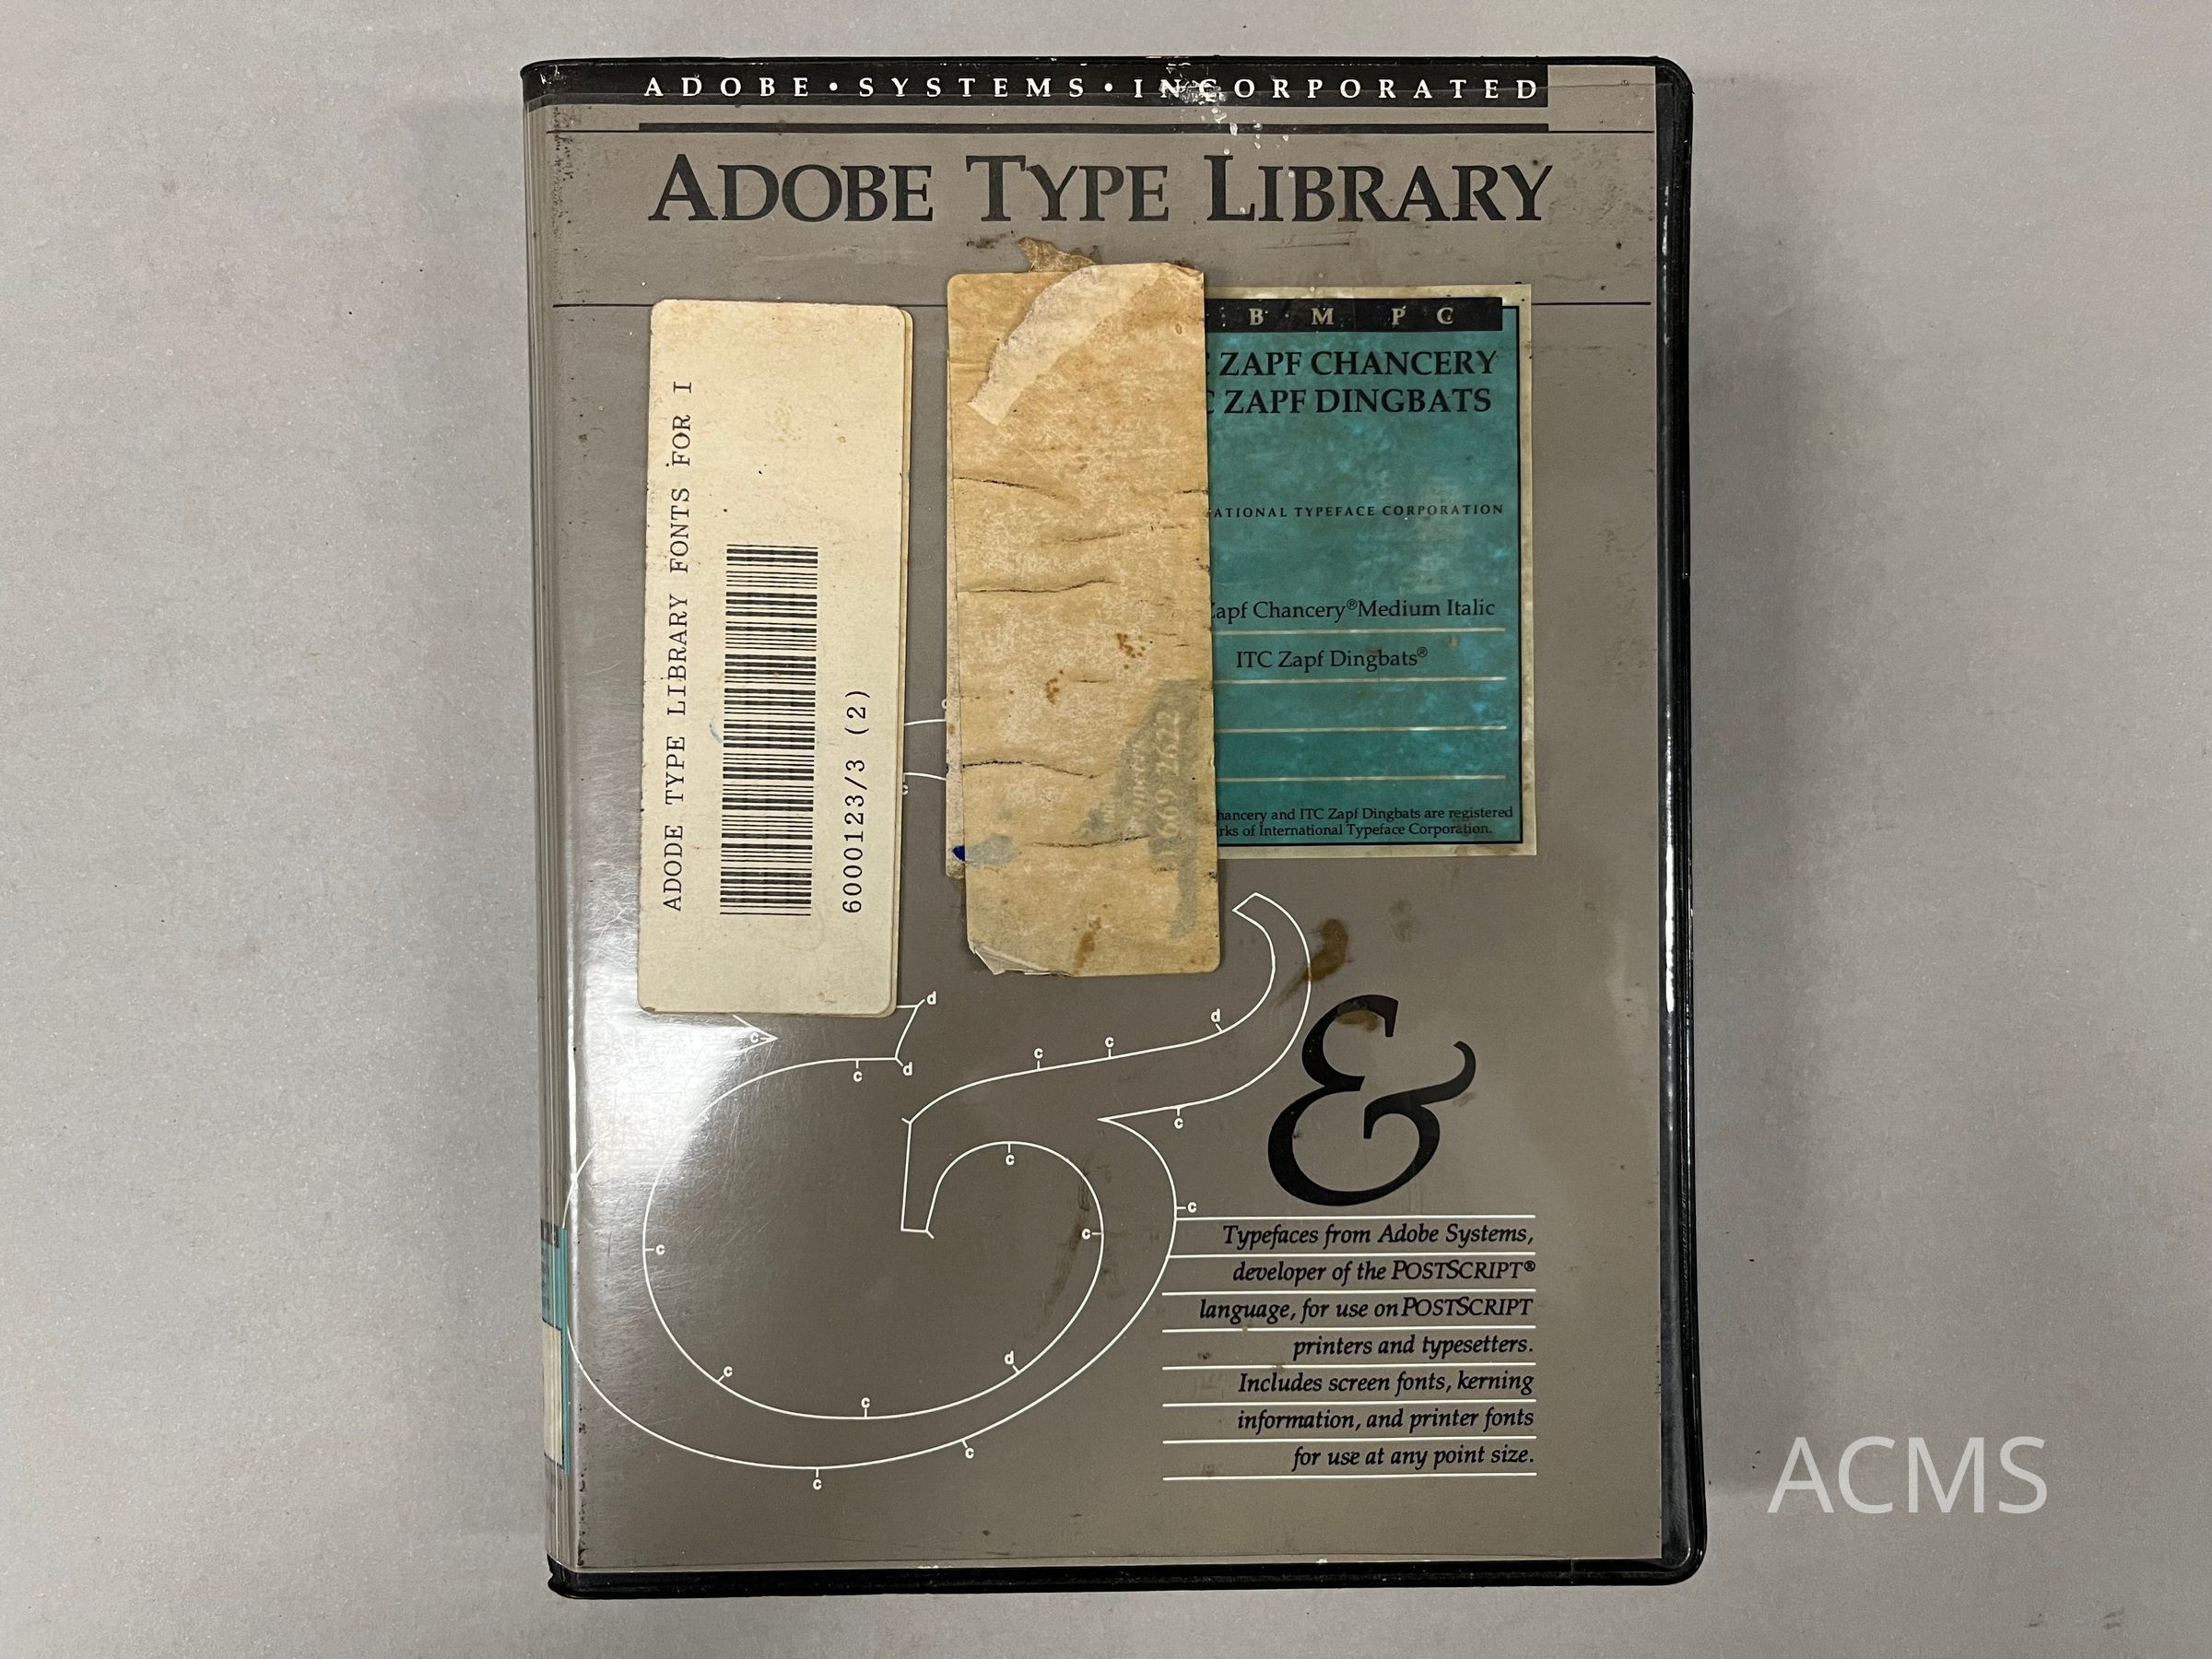 ADOBE • SYSTEMS • INCORPORATED
ADOBE TYPE LIBRARY
ADODE TYPE LIBRARY FONTS FOR I
6000123/3 (2)
B M PC
C ZAPF CHANCERY
C ZAPF DINGBATS
ATIONAL TYPEFACE CORPORATION
Zapf Chancery® Medium Italic
ITC Zapf Dingbats®
hancery and ITC Zapf Dingbats are registered
rks of International Typeface Corporation.
&
Typefaces from Adobe Systems,
developer of the POSTSCRIPT®
language, for use on POSTSCRIPT
printers and typesetters.
Includes screen fonts, kerning
information, and printer fonts
for use at any point size.
ACMS